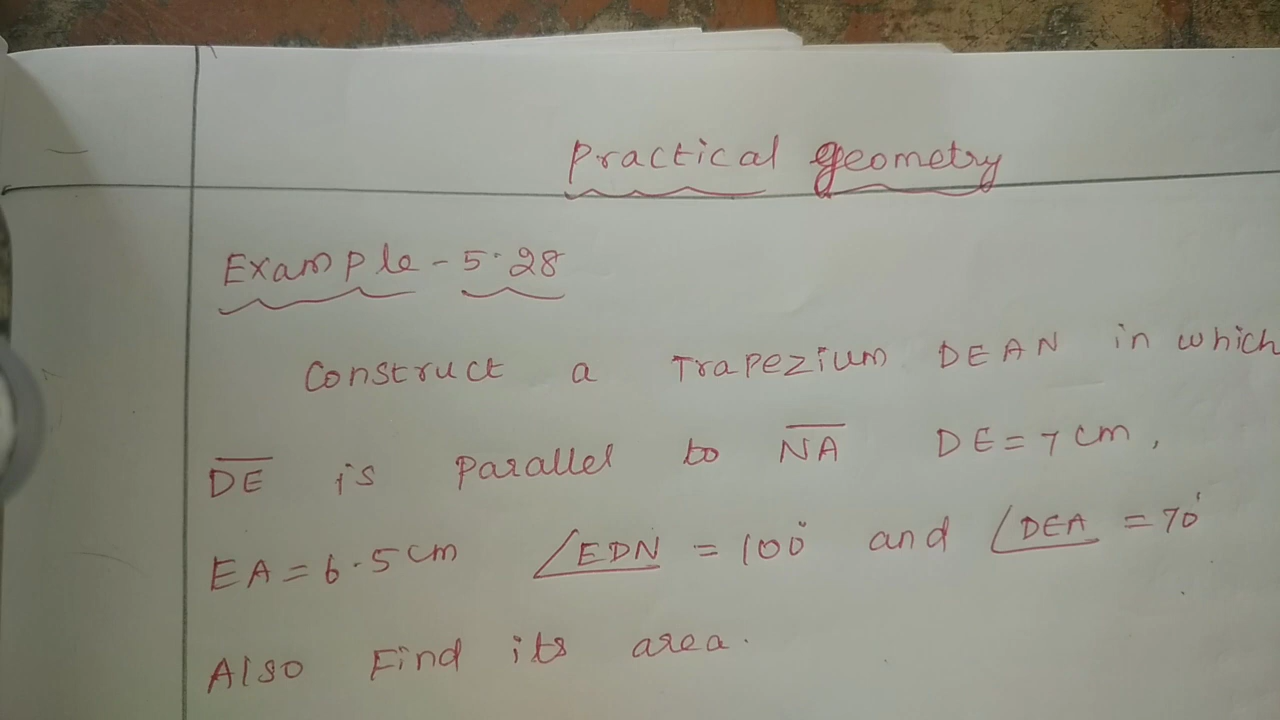 Practical geometry
Example - 5.28
Construct a Trapezium DEAN in which
DE is parallel to NA DE = 7 cm,
EA = 6.5 cm ∠EDN = 100° and ∠DEA = 70°
Also Find its area.